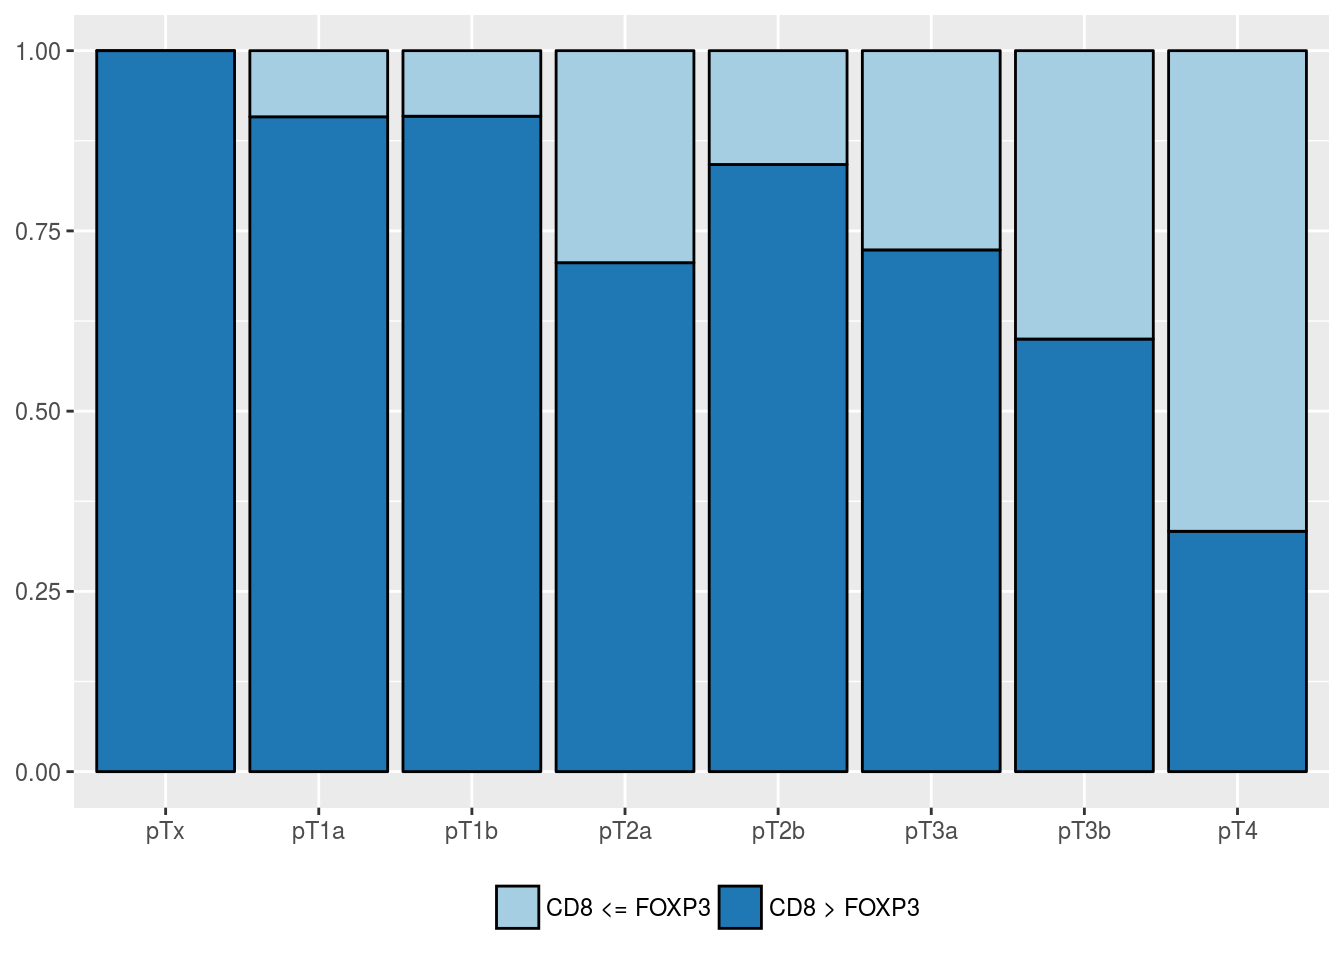 1.00
0.75
0.50
0.25
0.00
pTx pT1a pT1b pT2a pT2b pT3a pT3b pT4
CD8 <= FOXP3 CD8 > FOXP3